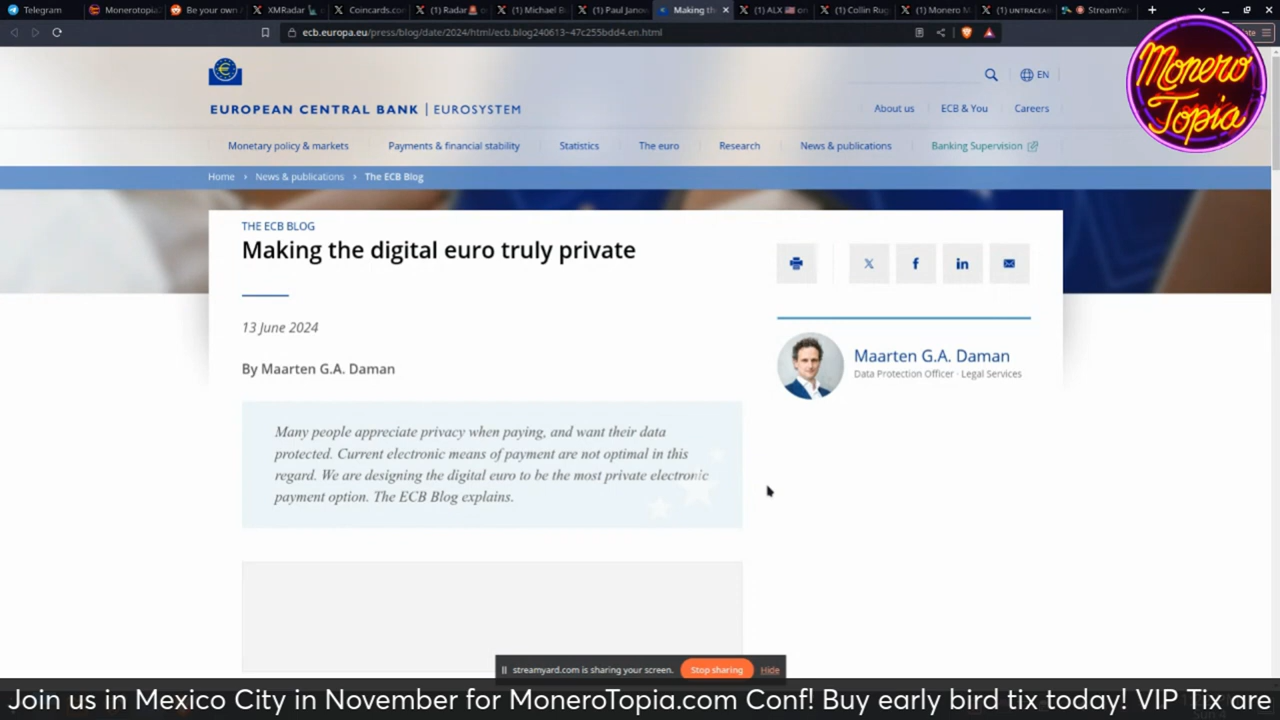 Telegram
Monerotopia
Be your own
XMRadar
Coincards.co
(1) Radar
on
(1) Michael B
(1) Paul Jano
Making th
(1) ALX
on
(1) Collin Rug
(1) Monero M
(1) UNTRACEA
StreamYar
ecb.europa.eu/press/blog/date/2024/html/ecb.blog240613~47c255bdd4.en.html
Monero
Topia
EN
EUROPEAN CENTRAL BANK | EUROSYSTEM
About us
ECB & You
Careers
Monetary policy & markets
Payments & financial stability
Statistics
The euro
Research
News & publications
Banking Supervision
Home > News & publications > The ECB Blog
THE ECB BLOG
Making the digital euro truly private
13 June 2024
By Maarten G.A. Daman
Maarten G.A. Daman
Data Protection Officer · Legal Services
Many people appreciate privacy when paying, and want their data
protected. Current electronic means of payment are not optimal in this
regard. We are designing the digital euro to be the most private electronic
payment option. The ECB Blog explains.
streamyard.com is sharing your screen.
Stop sharing
Hide
Join us in Mexico City in November for MoneroTopia.com Conf! Buy early bird tix today! VIP Tix are